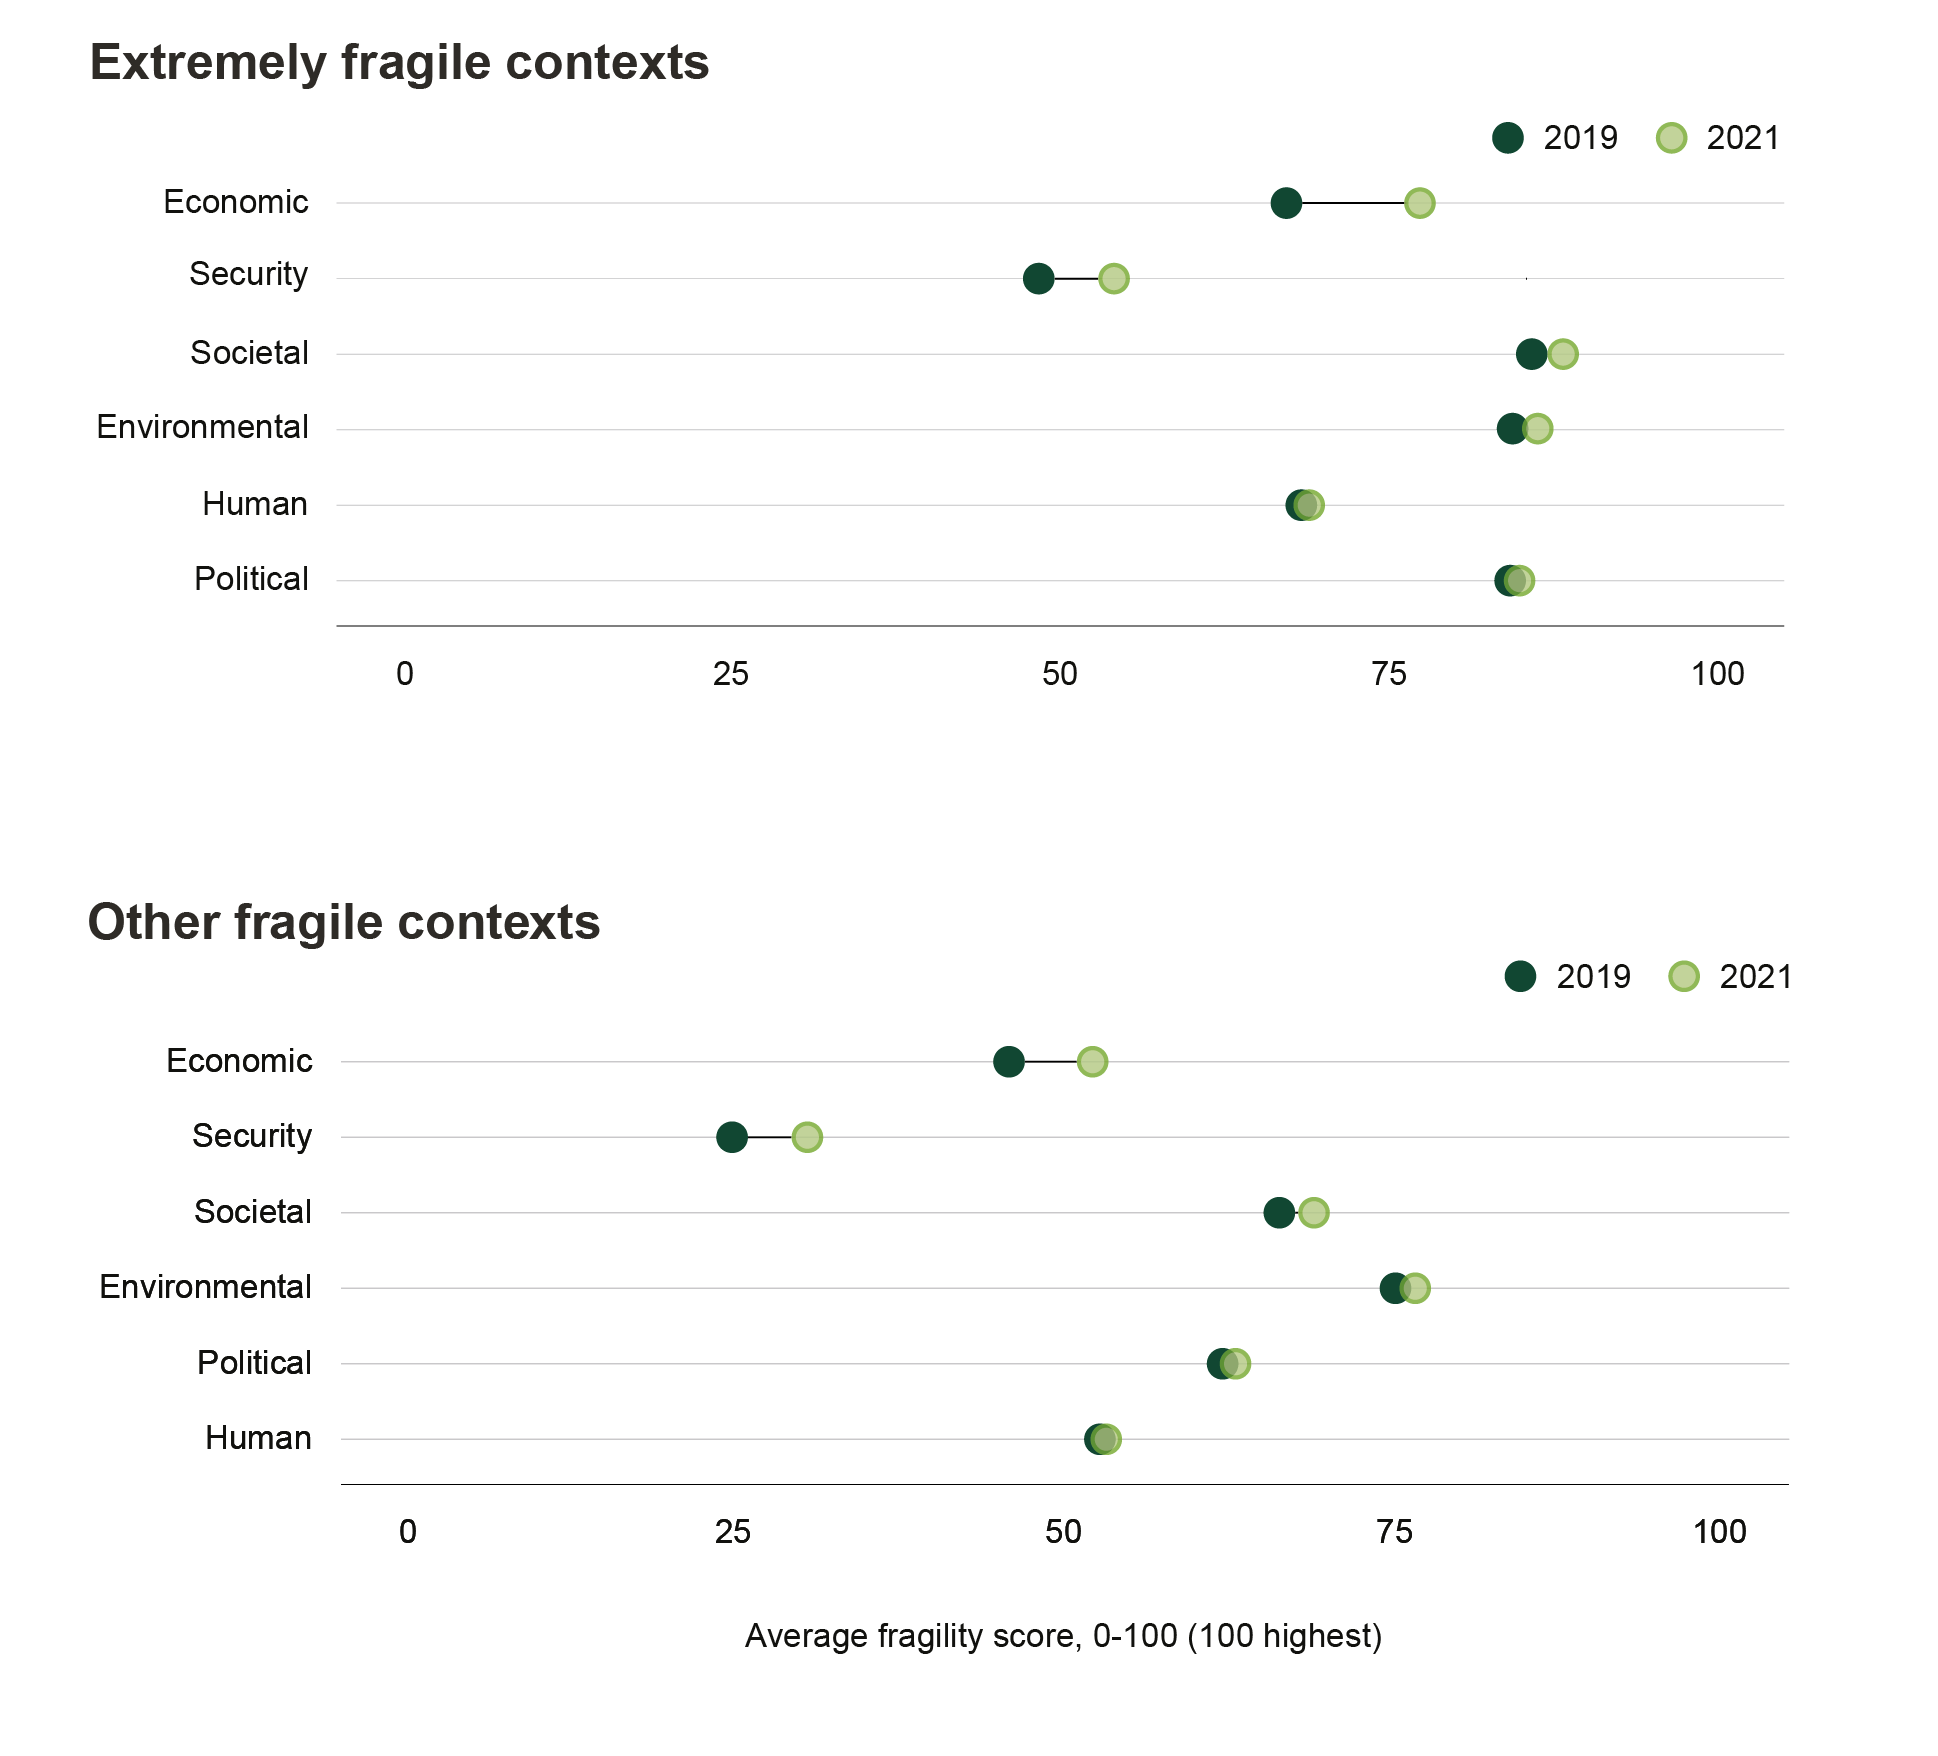 Extremely fragile contexts
2019 2021
Economic
Security
Societal
Environmental
Human
Political
0 25 50 75 100
Other fragile contexts
2019 2021
Economic
Security
Societal
Environmental
Political
Human
0 25 50 75 100
Average fragility score, 0-100 (100 highest)